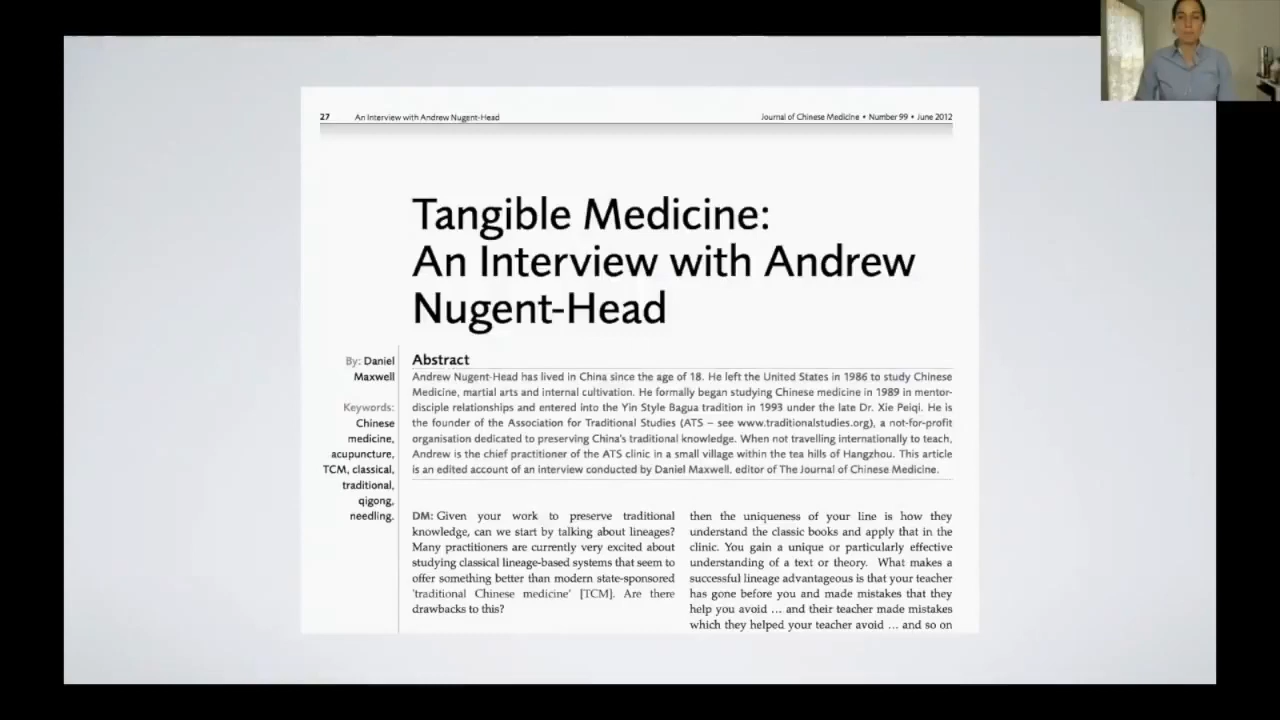 27 An Interview with Andrew Nugent-Head
Journal of Chinese Medicine • Number 99 • June 2012
Tangible Medicine:
An Interview with Andrew
Nugent-Head
By: Daniel
Maxwell
Keywords:
Chinese
medicine,
acupuncture,
TCM, classical,
traditional,
qigong,
needling.
Abstract
Andrew Nugent-Head has lived in China since the age of 18. He left the United States in 1986 to study Chinese
Medicine, martial arts and internal cultivation. He formally began studying Chinese medicine in 1989 in mentor-
disciple relationships and entered into the Yin Style Bagua tradition in 1993 under the late Dr. Xie Peiqi. He is
the founder of the Association for Traditional Studies (ATS – see www.traditionalstudies.org), a not-for-profit
organisation dedicated to preserving China's traditional knowledge. When not travelling internationally to teach,
Andrew is the chief practitioner of the ATS clinic in a small village within the tea hills of Hangzhou. This article
is an edited account of an interview conducted by Daniel Maxwell, editor of The Journal of Chinese Medicine.
DM: Given your work to preserve traditional
knowledge, can we start by talking about lineages?
Many practitioners are currently very excited about
studying classical lineage-based systems that seem to
offer something better than modern state-sponsored
'traditional Chinese medicine' [TCM]. Are there
drawbacks to this?
then the uniqueness of your line is how they
understand the classic books and apply that in the
clinic. You gain a unique or particularly effective
understanding of a text or theory. What makes a
successful lineage advantageous is that your teacher
has gone before you and made mistakes that they
help you avoid ... and their teacher made mistakes
which they helped your teacher avoid ... and so on